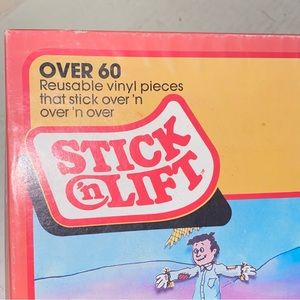 OVER 60
Reusable vinyl pieces
that stick over 'n
over 'n over
STICK
'n LIFT